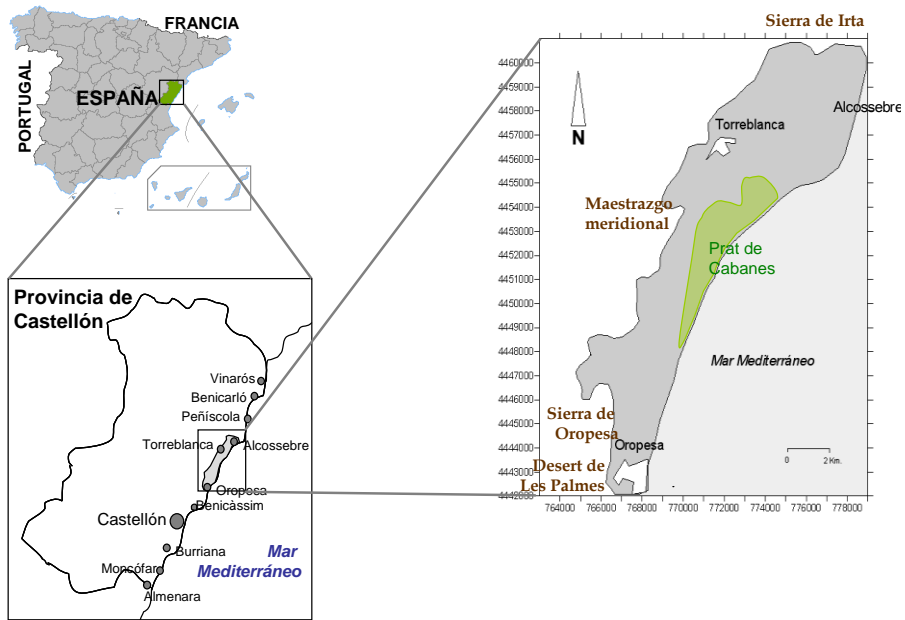 FRANCIA
PORTUGAL
ESPAÑA
Provincia de
Castellón
Vinarós
Benicarló
Peñíscola
Torreblanca
Alcossebre
Oropesa
Benicàssim
Castellón
Burriana
Mar
Mediterráneo
Moncófar
Almenara
Sierra de Irta
4460000
4459000
4458000
4457000
4456000
4455000
4454000
4453000
4452000
4451000
4450000
4449000
4448000
4447000
4446000
4445000
4444000
4443000
4442000
N
Torreblanca
Alcossebre
Maestrazgo
meridional
Prat de
Cabanes
Mar Mediterráneo
Sierra de
Oropesa
Oropesa
Desert de
Les Palmes
0 2 Km.
764000 766000 768000 770000 772000 774000 776000 778000